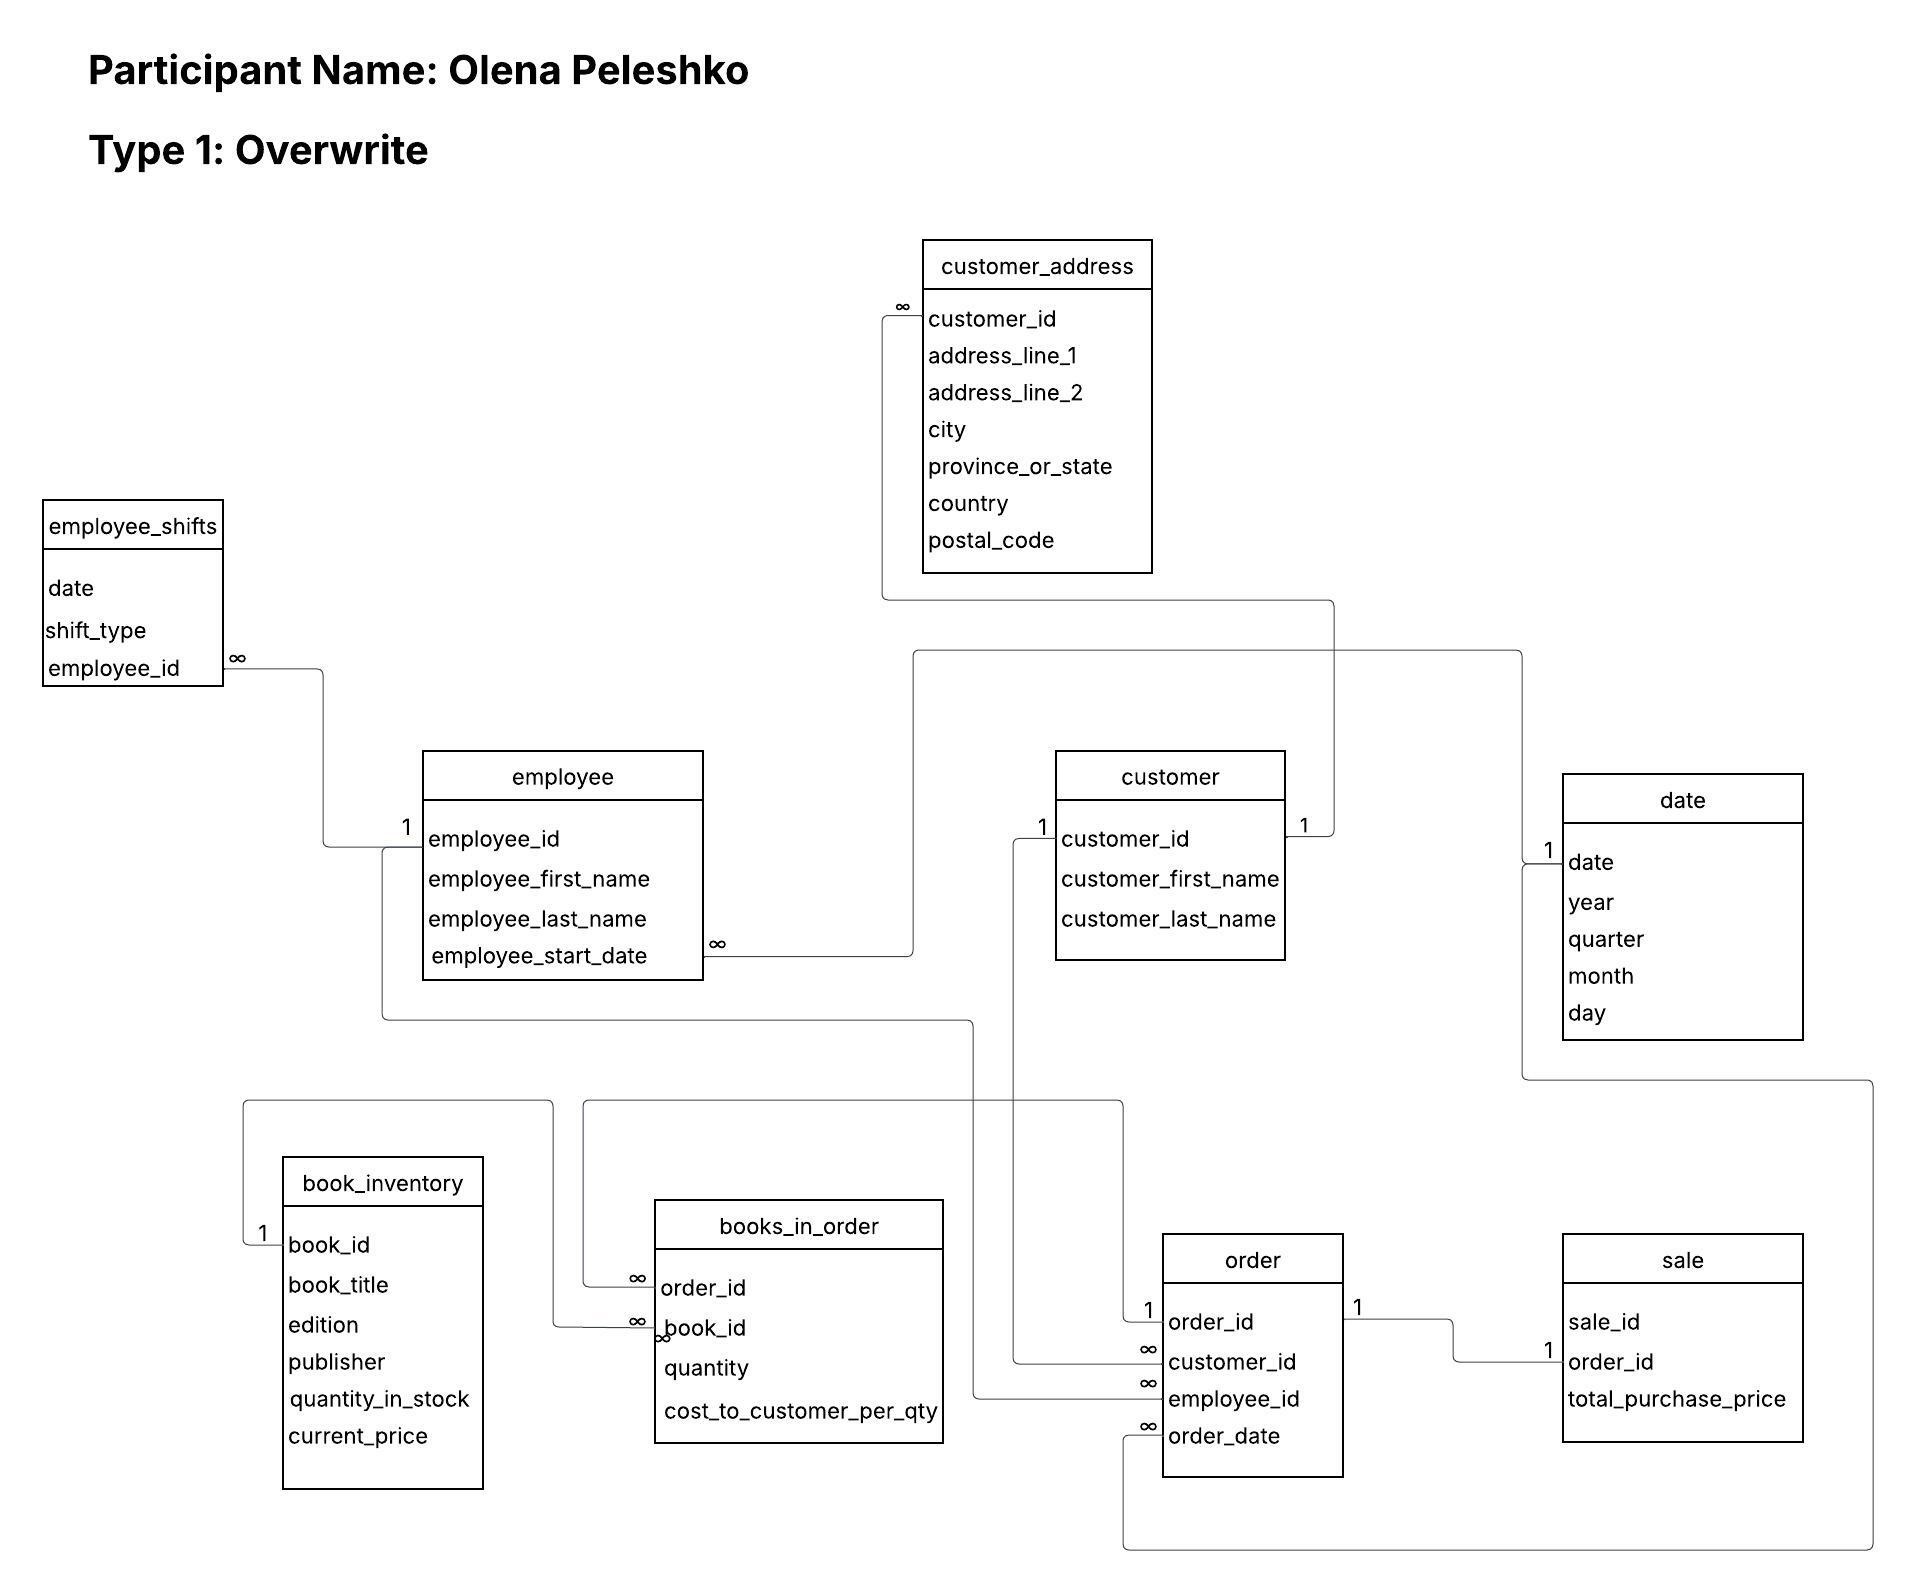 Participant Name: Olena Peleshko
Type 1: Overwrite
customer_address
∞
customer_id
address_line_1
address_line_2
city
province_or_state
country
postal_code
employee_shifts
date
shift_type
employee_id
∞
employee
1
employee_id
employee_first_name
employee_last_name
employee_start_date
∞
customer
1
customer_id
1
customer_first_name
customer_last_name
date
1
date
year
quarter
month
day
book_inventory
1
book_id
book_title
edition
publisher
quantity_in_stock
current_price
books_in_order
∞
order_id
∞
book_id
∞
quantity
cost_to_customer_per_qty
order
1
order_id
1
∞
customer_id
∞
employee_id
∞
order_date
sale
sale_id
1
order_id
total_purchase_price